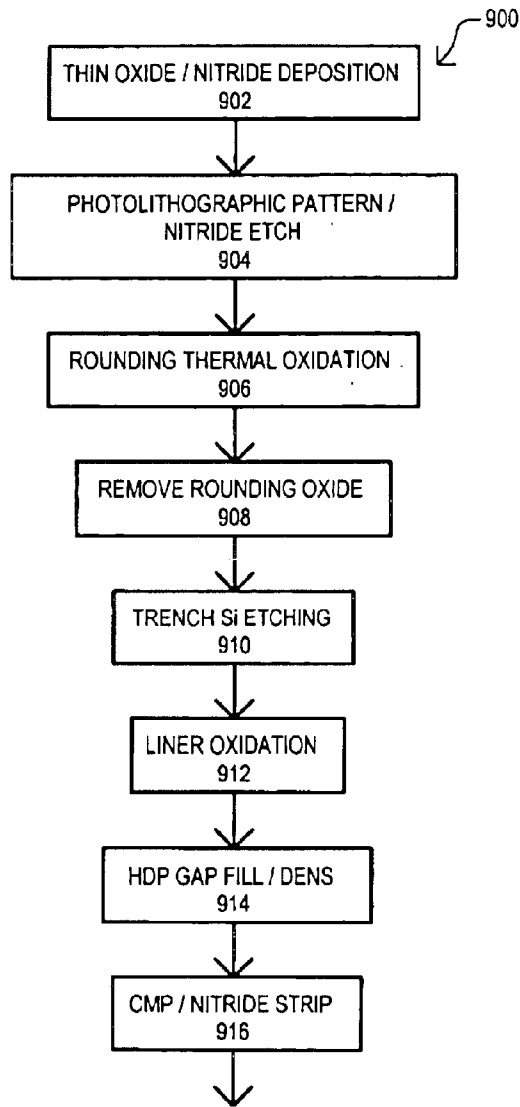 900
THIN OXIDE / NITRIDE DEPOSITION
902
PHOTOLITHOGRAPHIC PATTERN /
NITRIDE ETCH
904
ROUNDING THERMAL OXIDATION
906
REMOVE ROUNDING OXIDE
908
TRENCH Si ETCHING
910
LINER OXIDATION
912
HDP GAP FILL / DENS
914
CMP / NITRIDE STRIP
916